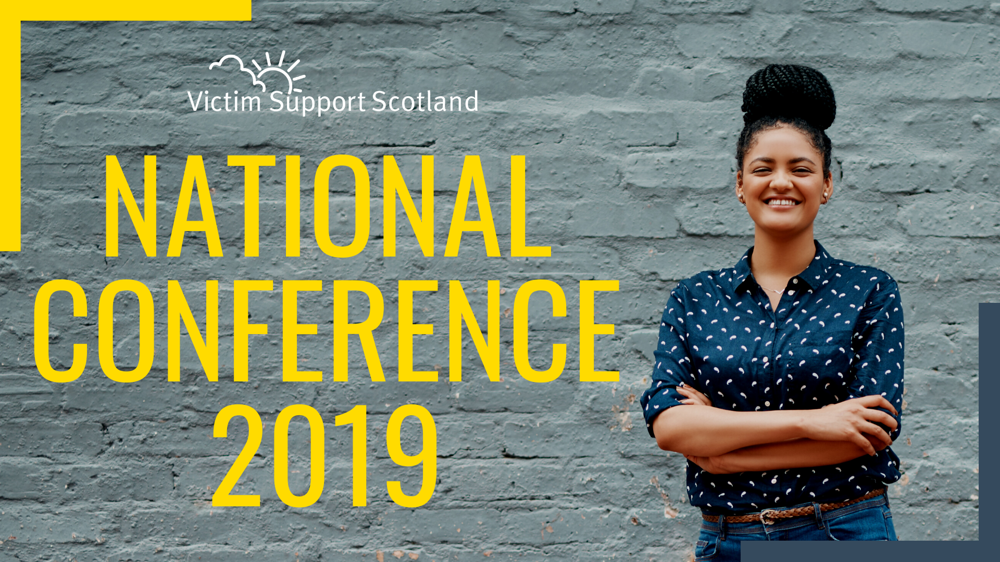 Victim Support Scotland
NATIONAL
CONFERENCE
2019